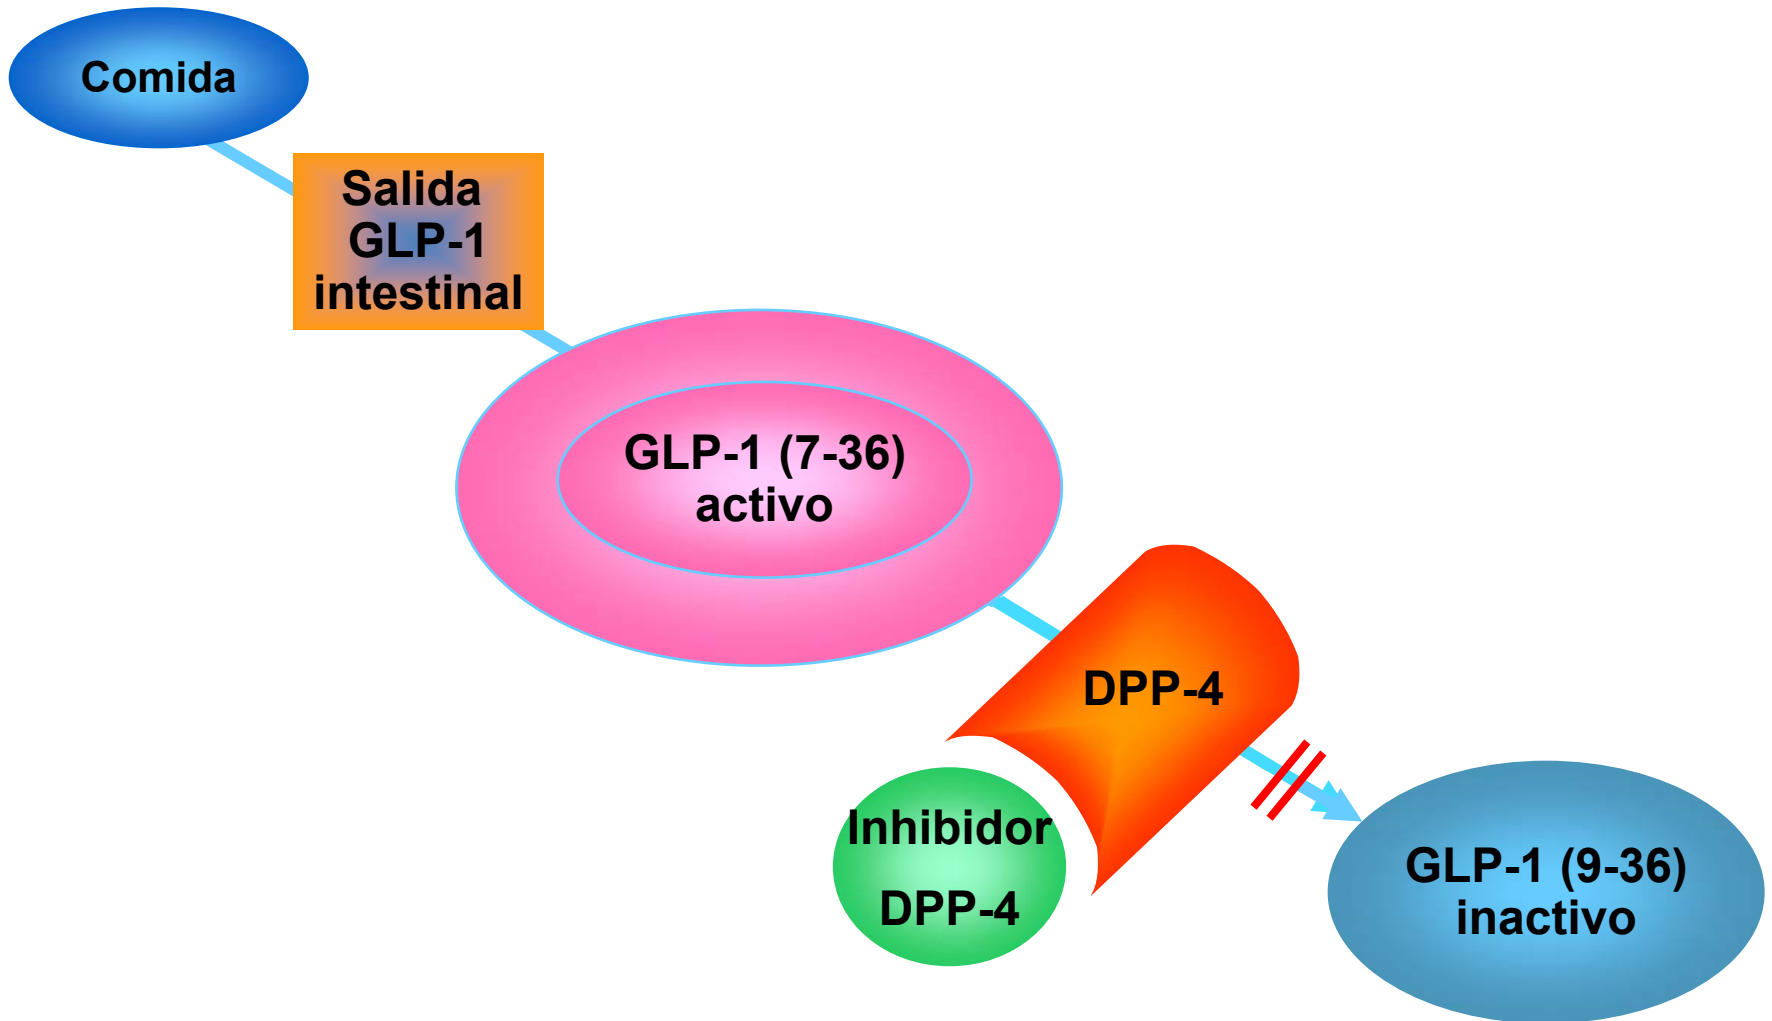 Comida
Salida
GLP-1
intestinal
GLP-1 (7-36)
activo
DPP-4
Inhibidor
DPP-4
GLP-1 (9-36)
inactivo